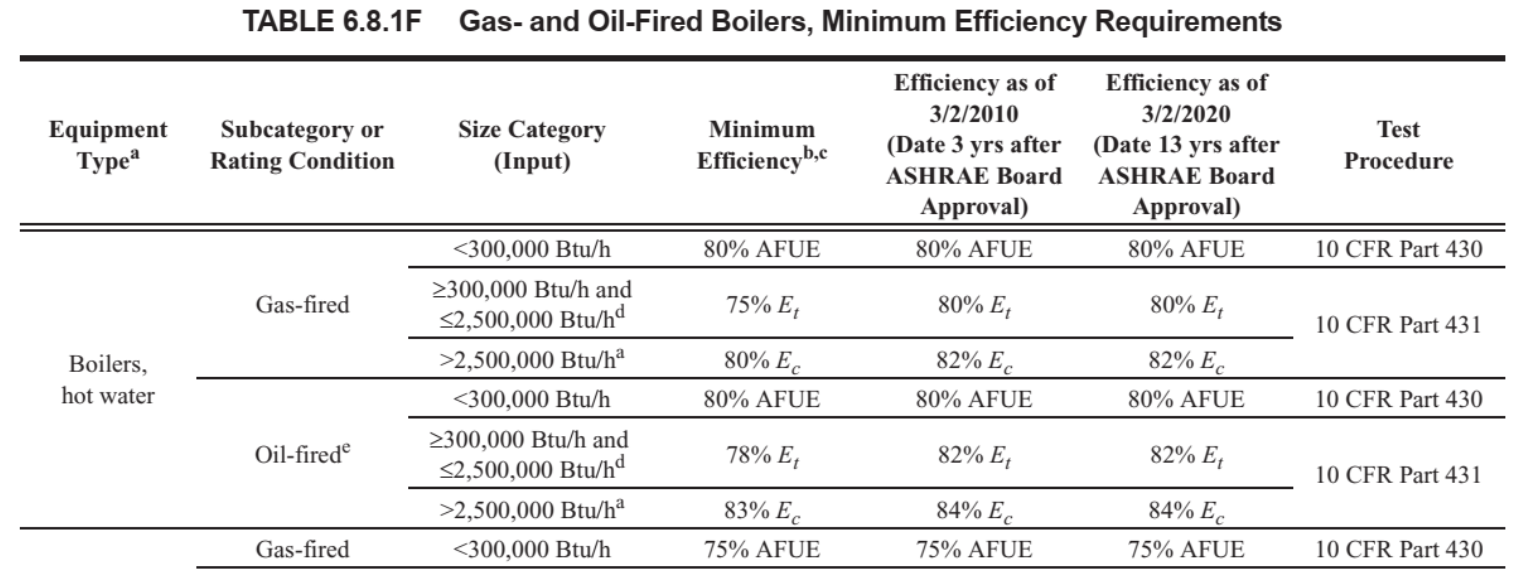 TABLE 6.8.1F Gas- and Oil-Fired Boilers, Minimum Efficiency Requirements
Equipment Typeᵃ | Subcategory or Rating Condition | Size Category (Input) | Minimum Efficiencyᵇ,ᶜ | Efficiency as of 3/2/2010 (Date 3 yrs after ASHRAE Board Approval) | Efficiency as of 3/2/2020 (Date 13 yrs after ASHRAE Board Approval) | Test Procedure
Boilers, hot water | Gas-fired | <300,000 Btu/h | 80% AFUE | 80% AFUE | 80% AFUE | 10 CFR Part 430
≥300,000 Btu/h and ≤2,500,000 Btu/hᵈ | 75% Et | 80% Et | 80% Et | 10 CFR Part 431
>2,500,000 Btu/hᵃ | 80% Ec | 82% Ec | 82% Ec
Oil-firedᵉ | <300,000 Btu/h | 80% AFUE | 80% AFUE | 80% AFUE | 10 CFR Part 430
≥300,000 Btu/h and ≤2,500,000 Btu/hᵈ | 78% Et | 82% Et | 82% Et | 10 CFR Part 431
>2,500,000 Btu/hᵃ | 83% Ec | 84% Ec | 84% Ec
Gas-fired | <300,000 Btu/h | 75% AFUE | 75% AFUE | 75% AFUE | 10 CFR Part 430